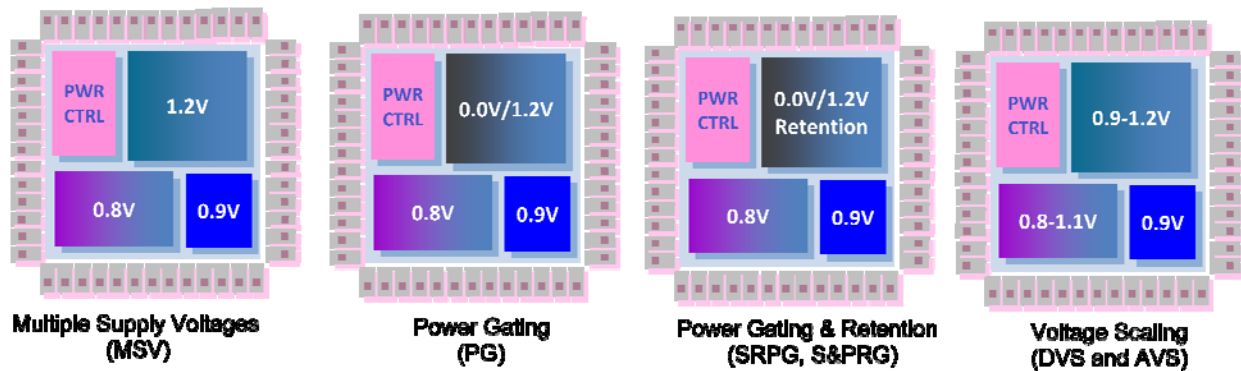 PWR
CTRL
1.2V
0.8V
0.9V
Multiple Supply Voltages
(MSV)
PWR
CTRL
0.0V/1.2V
0.8V
0.9V
Power Gating
(PG)
PWR
CTRL
0.0V/1.2V
Retention
0.8V
0.9V
Power Gating & Retention
(SRPG, S&PRG)
PWR
CTRL
0.9-1.2V
0.8-1.1V
0.9V
Voltage Scaling
(DVS and AVS)